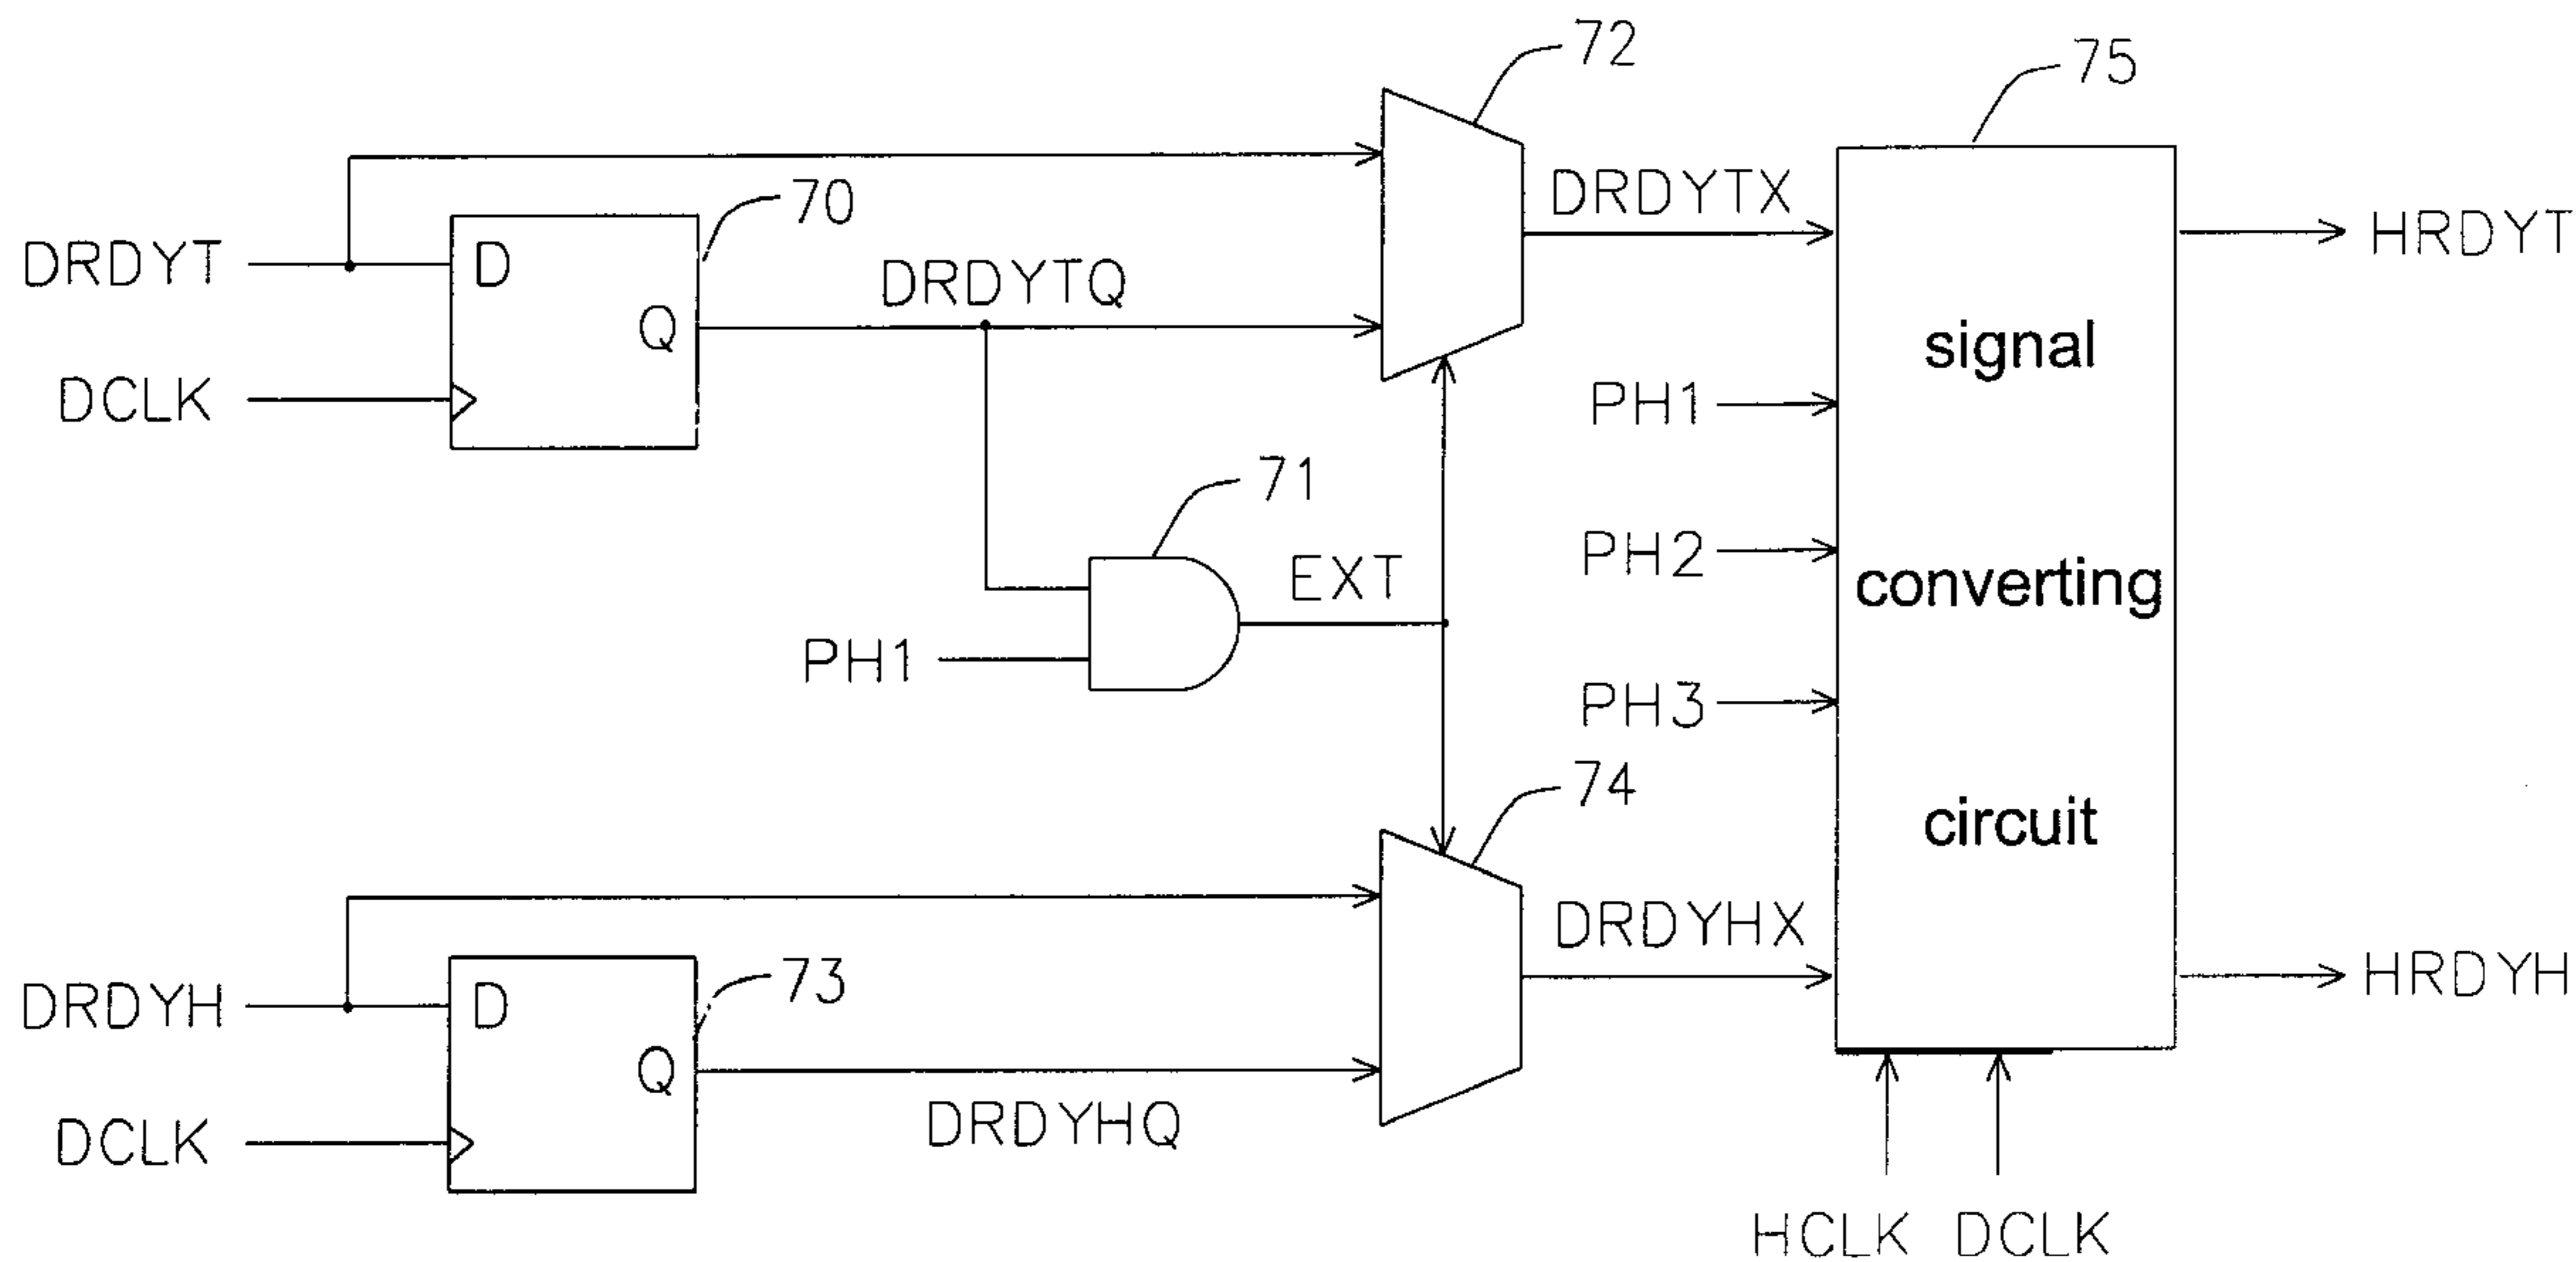 72
75
70
DRDYTX
DRDYT
D
DRDYTQ
HRDYT
Q
signal
DCLK
PH1
71
EXT
PH2
converting
PH1
PH3
74
circuit
DRDYHX
DRDYH
D
73
HRDYH
Q
DRDYHQ
DCLK
HCLK DCLK